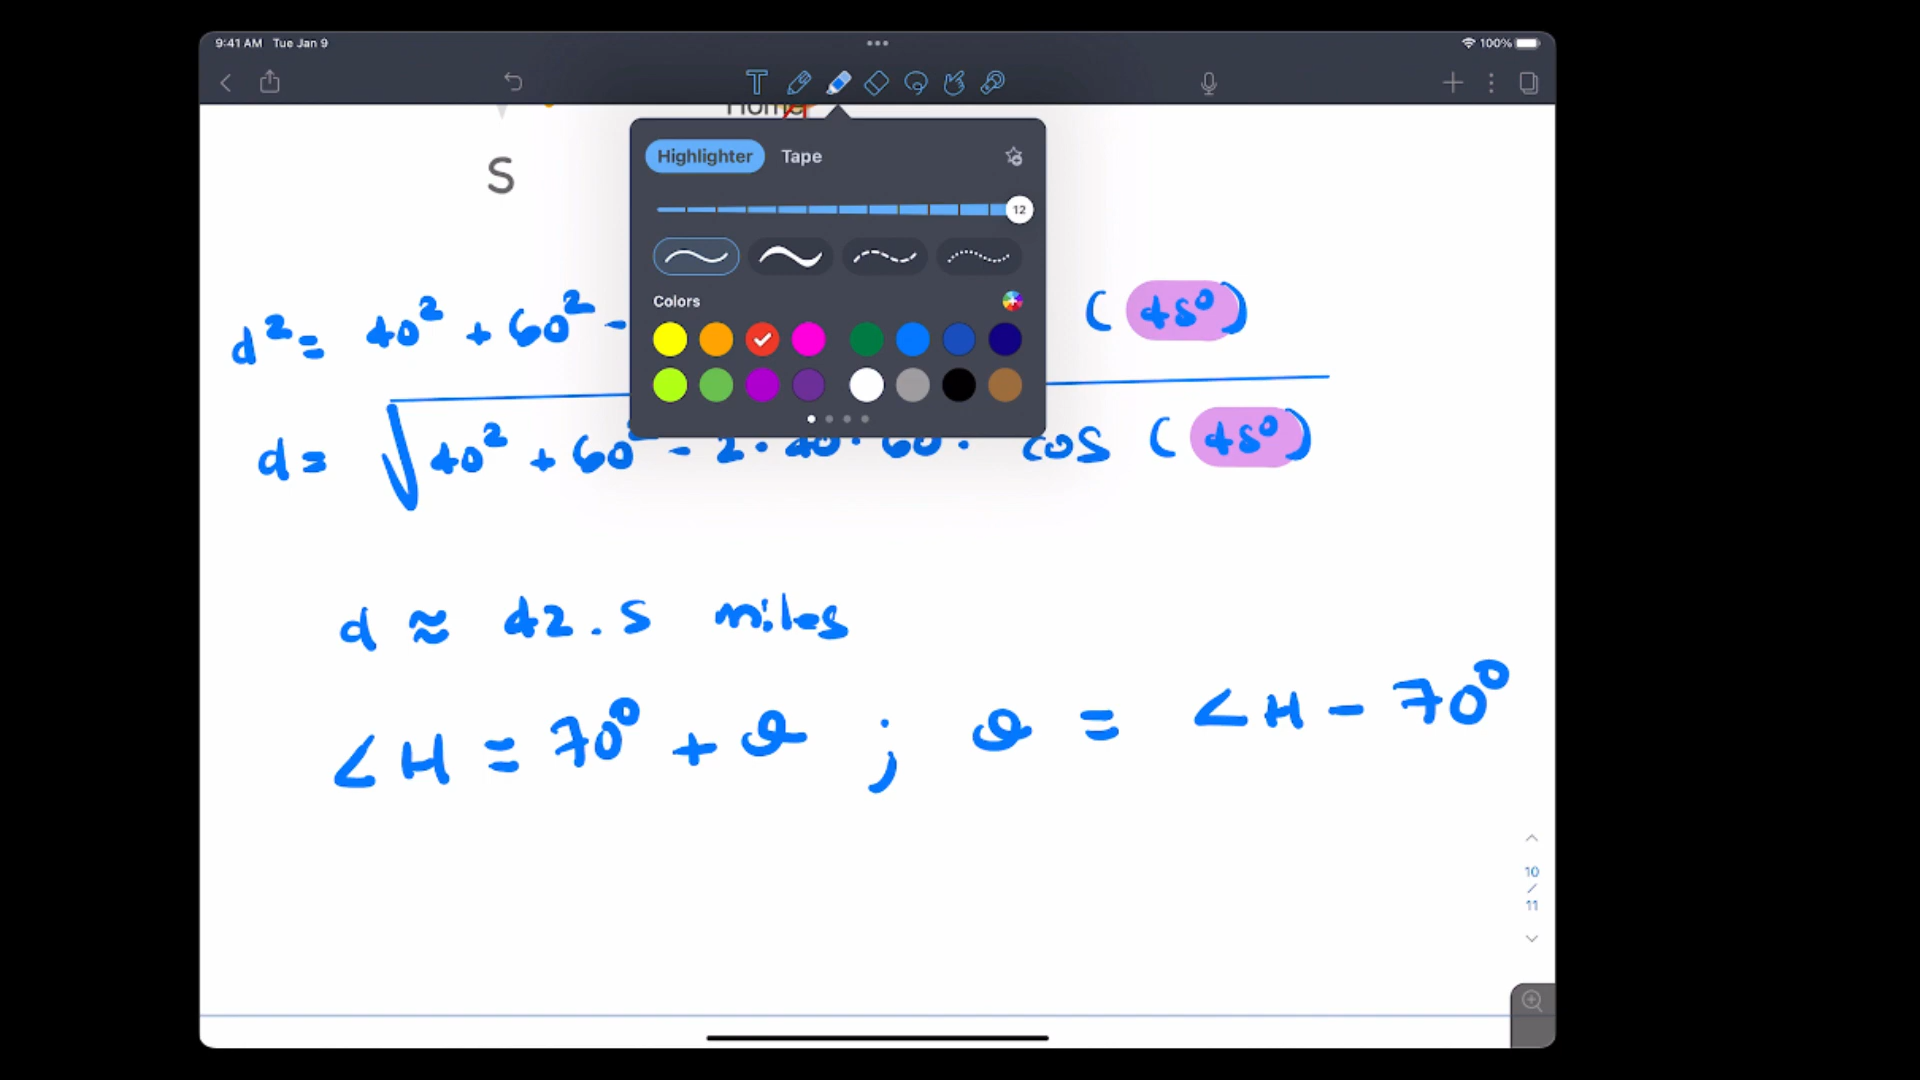 9:41 AM Tue Jan 9
100%
T
Home
Highlighter Tape
S
12
Colors
d² = 40² + 60² - (45°)
d = √40² + 60² - 2 · 40 · 60 · cos (45°)
d ≈ 42.5 miles
∠H = 70° + θ ; θ = ∠H - 70°
10
/
11